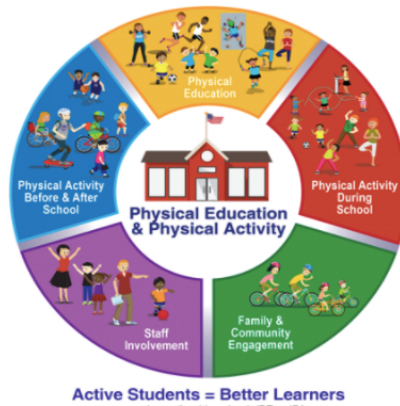 Physical
Education
Physical Activity
Before & After
School
Physical Activity
During
School
Physical Education
& Physical Activity
Staff
Involvement
Family &
Community
Engagement
Active Students = Better Learners